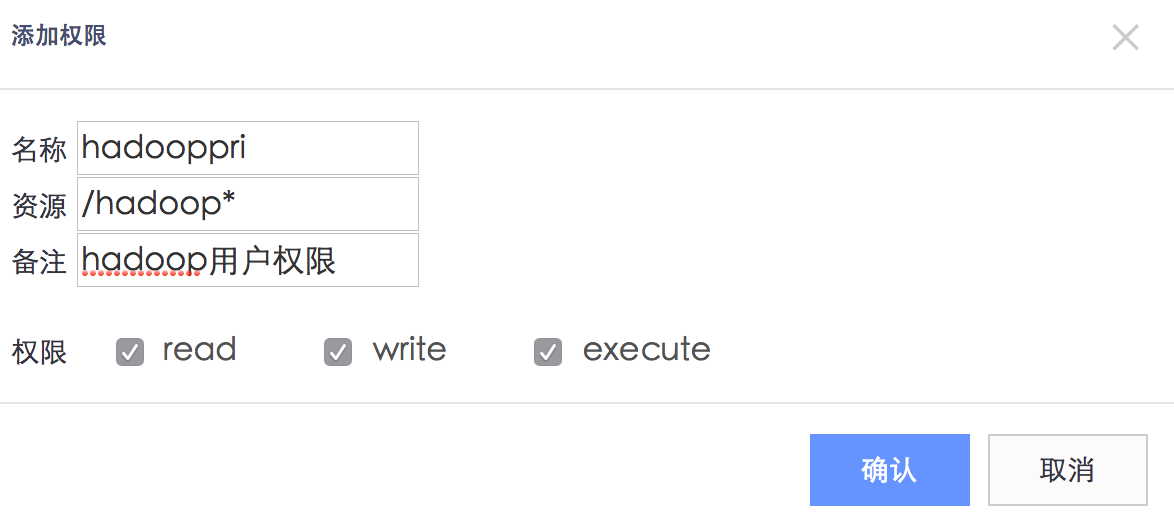 添加权限
名称 hadooppri
资源 /hadoop*
备注 hadoop用户权限
权限 read write execute
确认 取消